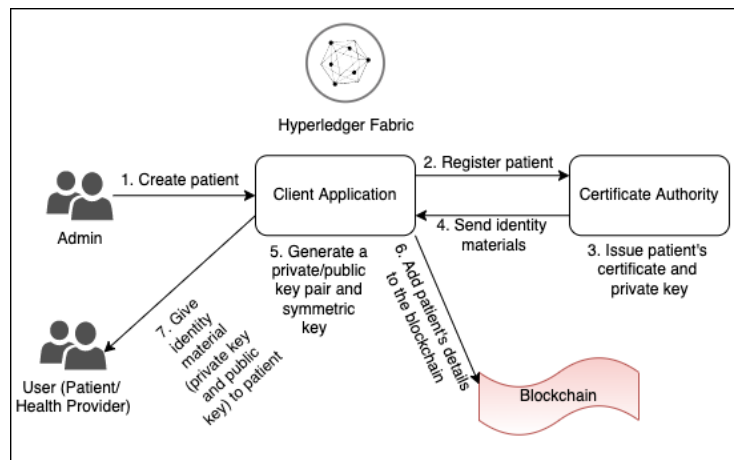 Hyperledger Fabric
1. Create patient
Client Application
2. Register patient
Certificate Authority
4. Send identity
materials
Admin
5. Generate a
private/public
key pair and
symmetric
key
3. Issue patient's
certificate and
private key
6. Add patient's details
to the blockchain
7. Give
identity
material
(private key
and public
key) to patient
User (Patient/
Health Provider)
Blockchain